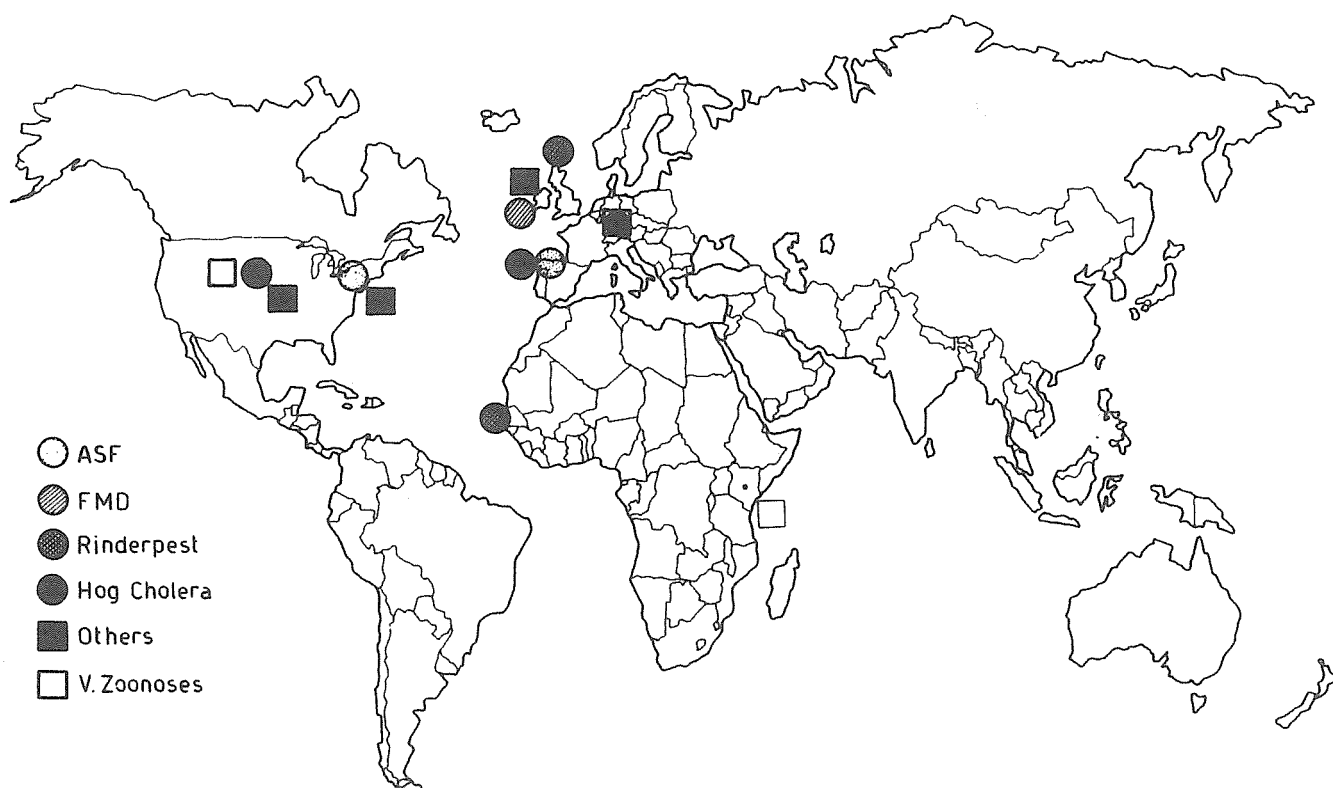 ASF
FMD
Rinderpest
Hog Cholera
Others
V. Zoonoses